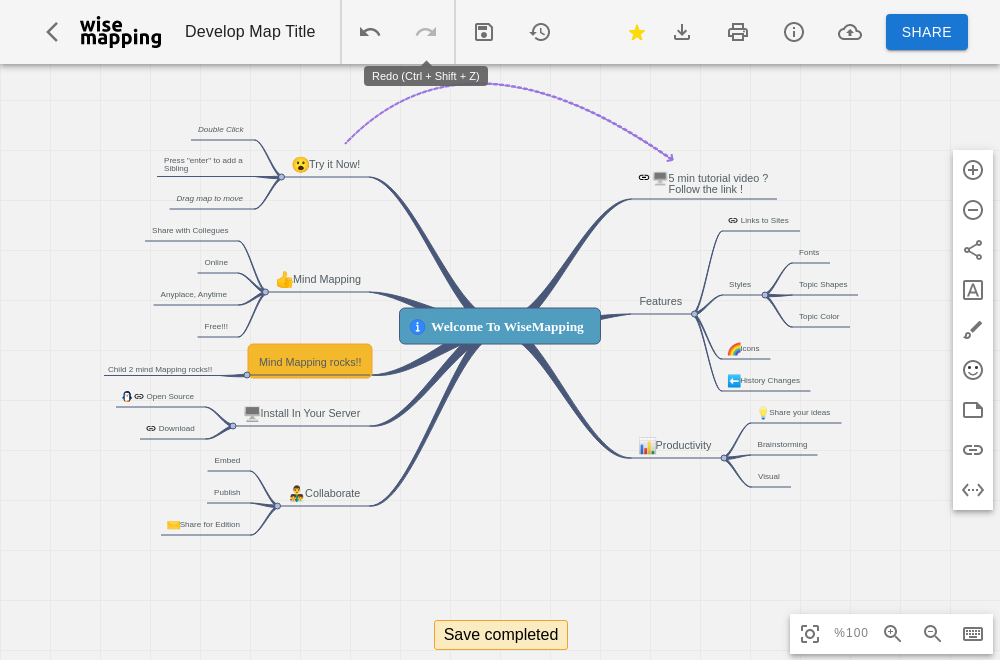 wise
mapping
Develop Map Title
SHARE
Redo (Ctrl + Shift + Z)
Double Click
Press "enter" to add a
Sibling
Drag map to move
Try it Now!
Share with Collegues
Online
Anyplace, Anytime
Free!!!
Mind Mapping
Child 2 mind Mapping rocks!!
Mind Mapping rocks!!
Open Source
Download
Install In Your Server
Embed
Publish
Share for Edition
Collaborate
Welcome To WiseMapping
5 min tutorial video ?
Follow the link !
Links to Sites
Fonts
Styles
Topic Shapes
Topic Color
Features
Icons
History Changes
Share your ideas
Productivity
Brainstorming
Visual
Save completed
%100